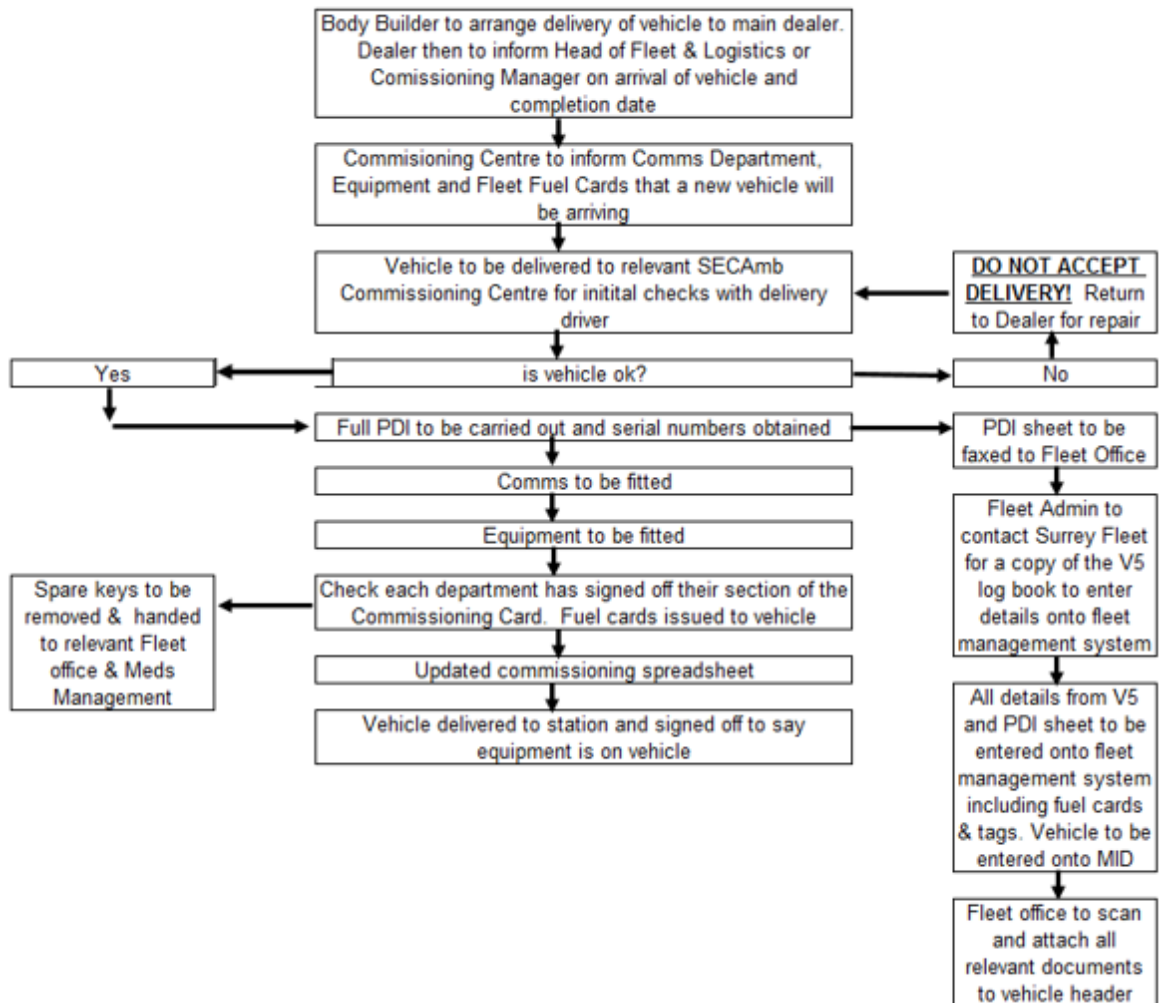 Body Builder to arrange delivery of vehicle to main dealer.
Dealer then to inform Head of Fleet & Logistics or
Comissioning Manager on arrival of vehicle and
completion date
Commisioning Centre to inform Comms Department,
Equipment and Fleet Fuel Cards that a new vehicle will
be arriving
Vehicle to be delivered to relevant SECAmb
Commissioning Centre for initital checks with delivery
driver
DO NOT ACCEPT
DELIVERY! Return
to Dealer for repair
Yes
is vehicle ok?
No
Full PDI to be carried out and serial numbers obtained
PDI sheet to be
faxed to Fleet Office
Comms to be fitted
Equipment to be fitted
Fleet Admin to
contact Surrey Fleet
for a copy of the V5
log book to enter
details onto fleet
management system
Spare keys to be
removed & handed
to relevant Fleet
office & Meds
Management
Check each department has signed off their section of the
Commissioning Card. Fuel cards issued to vehicle
Updated commissioning spreadsheet
Vehicle delivered to station and signed off to say
equipment is on vehicle
All details from V5
and PDI sheet to be
entered onto fleet
management system
including fuel cards
& tags. Vehicle to be
entered onto MID
Fleet office to scan
and attach all
relevant documents
to vehicle header